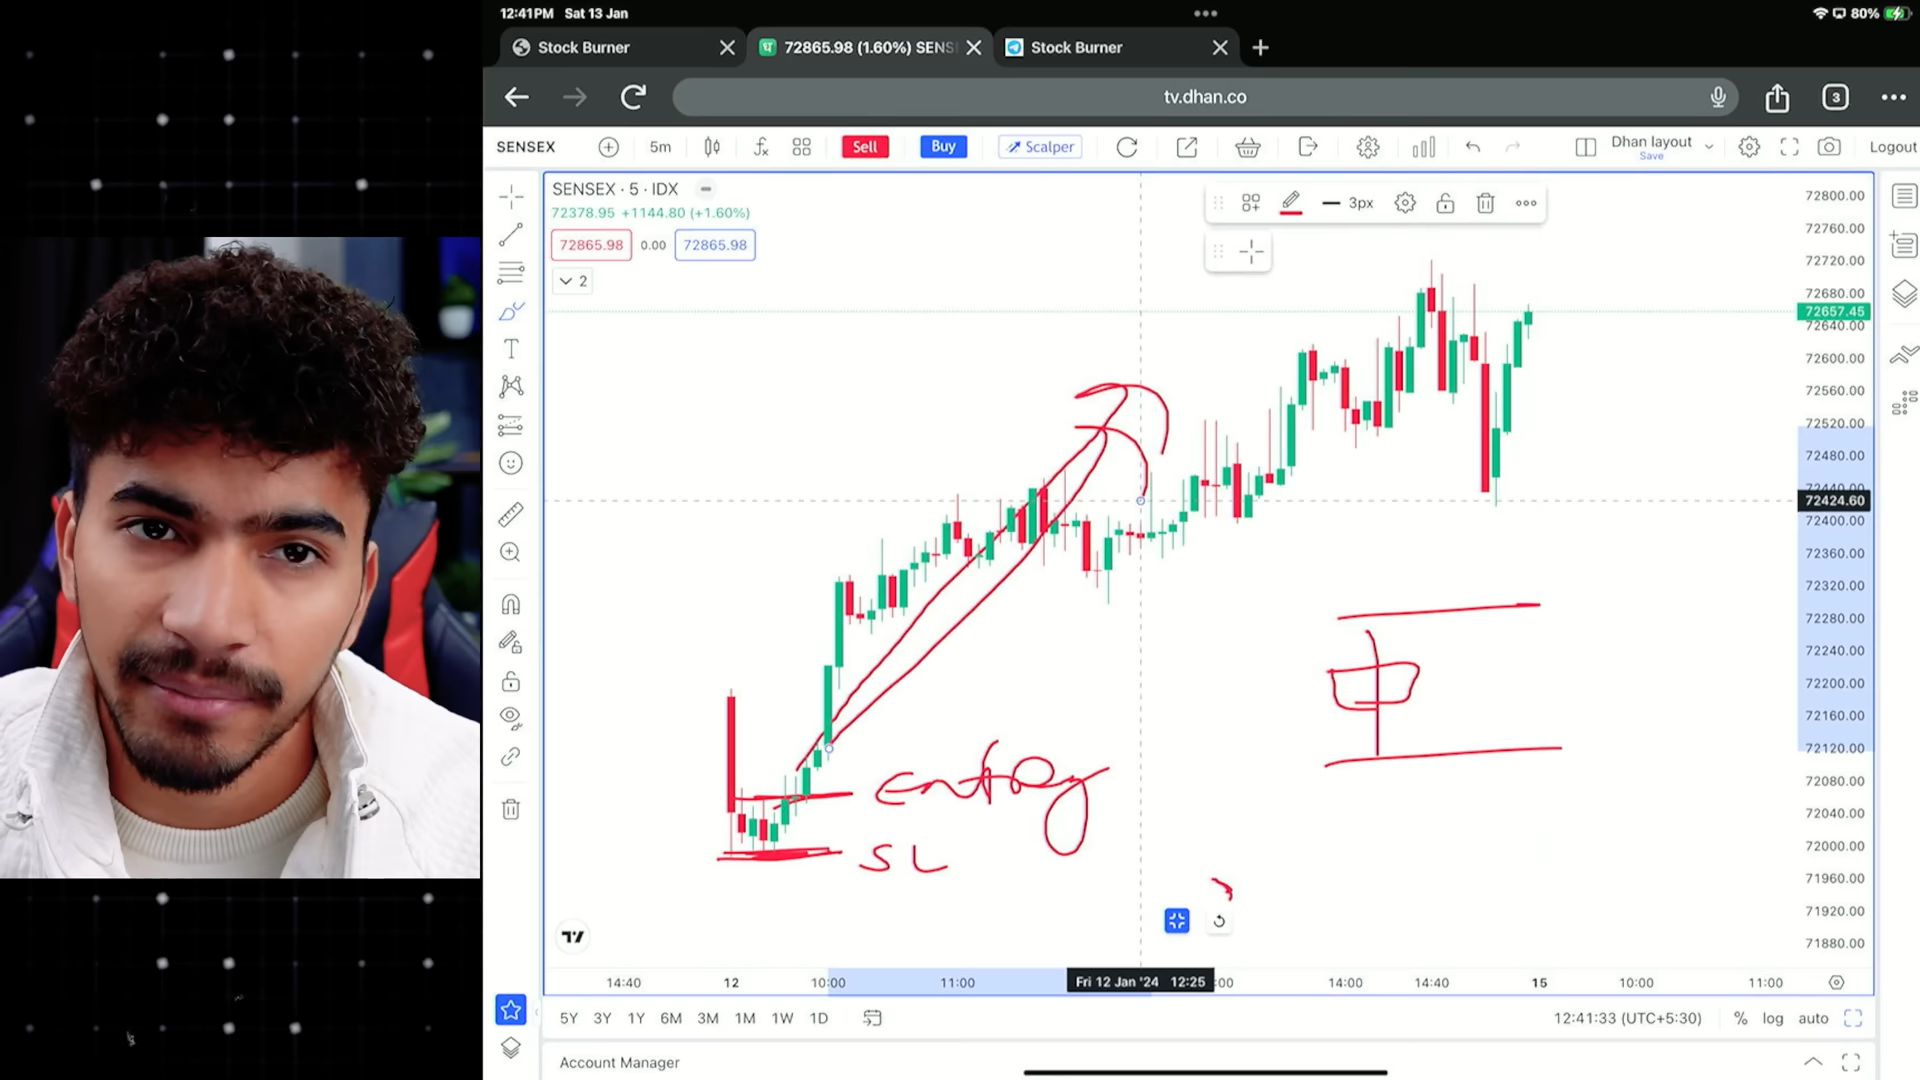 12:41PM Sat 13 Jan
80%
Stock Burner
72865.98 (1.60%) SENS
Stock Burner
tv.dhan.co
3
SENSEX
5m
Sell
Buy
Scalper
Dhan layout
Save
Logout
SENSEX · 5 · IDX
72378.95 +1144.80 (+1.60%)
72865.98
0.00
72865.98
2
3px
72800.00
72760.00
72720.00
72680.00
72657.45
72640.00
72600.00
72560.00
72520.00
72480.00
72440.00
72424.60
72400.00
72360.00
72320.00
72280.00
72240.00
72200.00
72160.00
72120.00
72080.00
72040.00
72000.00
71960.00
71920.00
71880.00
Entry
SL
14:40
12
10:00
11:00
Fri 12 Jan '24 12:25
:00
14:00
14:40
15
10:00
11:00
5Y 3Y 1Y 6M 3M 1M 1W 1D
12:41:33 (UTC+5:30)
% log auto
Account Manager